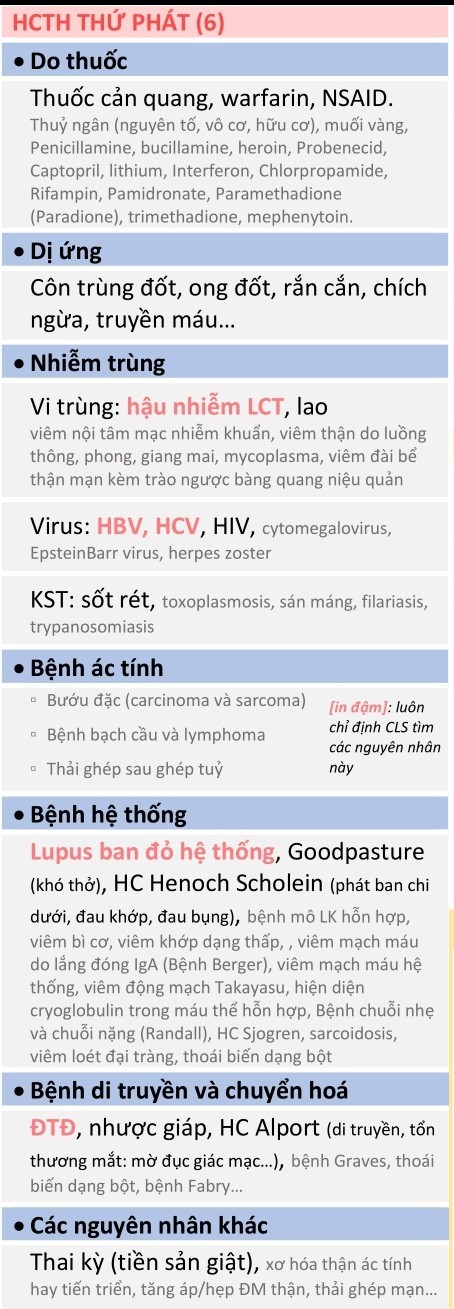 HCTH THỨ PHÁT (6)
• Do thuốc
Thuốc cản quang, warfarin, NSAID.
Thuỷ ngân (nguyên tố, vô cơ, hữu cơ), muối vàng,
Penicillamine, bucillamine, heroin, Probenecid,
Captopril, lithium, Interferon, Chlorpropamide,
Rifampin, Pamidronate, Paramethadione
(Paradione), trimethadione, mephenytoin.
• Dị ứng
Côn trùng đốt, ong đốt, rắn cắn, chích
ngừa, truyền máu...
• Nhiễm trùng
Vi trùng: hậu nhiễm LCT, lao
viêm nội tâm mạc nhiễm khuẩn, viêm thận do luồng
thông, phong, giang mai, mycoplasma, viêm đài bể
thận mạn kèm trào ngược bàng quang niệu quản
Virus: HBV, HCV, HIV, cytomegalovirus,
EpsteinBarr virus, herpes zoster
KST: sốt rét, toxoplasmosis, sán máng, filariasis,
trypanosomiasis
• Bệnh ác tính
▫ Bướu đặc (carcinoma và sarcoma)
▫ Bệnh bạch cầu và lymphoma
▫ Thải ghép sau ghép tuỷ
[in đậm]: luôn
chỉ định CLS tìm
các nguyên nhân
này
• Bệnh hệ thống
Lupus ban đỏ hệ thống, Goodpasture
(khó thở), HC Henoch Scholein (phát ban chi
dưới, đau khớp, đau bụng), bệnh mô LK hỗn hợp,
viêm bì cơ, viêm khớp dạng thấp, , viêm mạch máu
do lắng đóng IgA (Bệnh Berger), viêm mạch máu hệ
thống, viêm động mạch Takayasu, hiện diện
cryoglobulin trong máu thể hỗn hợp, Bệnh chuỗi nhẹ
và chuỗi nặng (Randall), HC Sjogren, sarcoidosis,
viêm loét đại tràng, thoái biến dạng bột
• Bệnh di truyền và chuyển hoá
ĐTĐ, nhược giáp, HC Alport (di truyền, tổn
thương mắt: mờ đục giác mạc...), bệnh Graves, thoái
biến dạng bột, bệnh Fabry...
• Các nguyên nhân khác
Thai kỳ (tiền sản giật), xơ hóa thận ác tính
hay tiến triển, tăng áp/hẹp ĐM thận, thải ghép mạn...